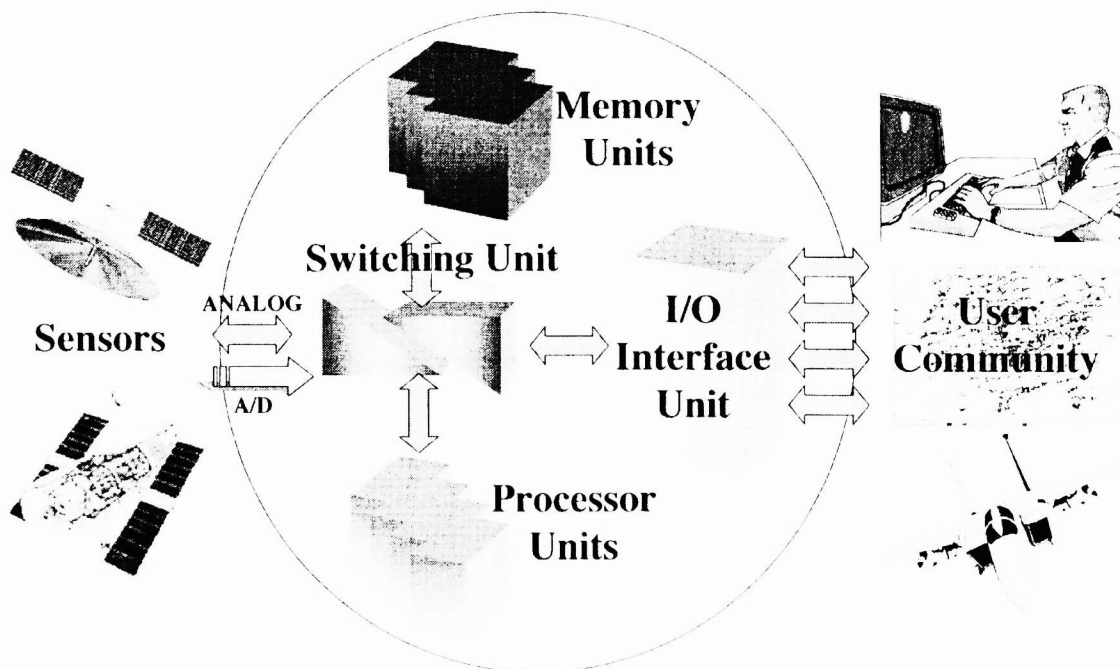 Memory
Units
Switching Unit
ANALOG
Sensors
A/D
I/O
Interface
Unit
User
Community
Processor
Units